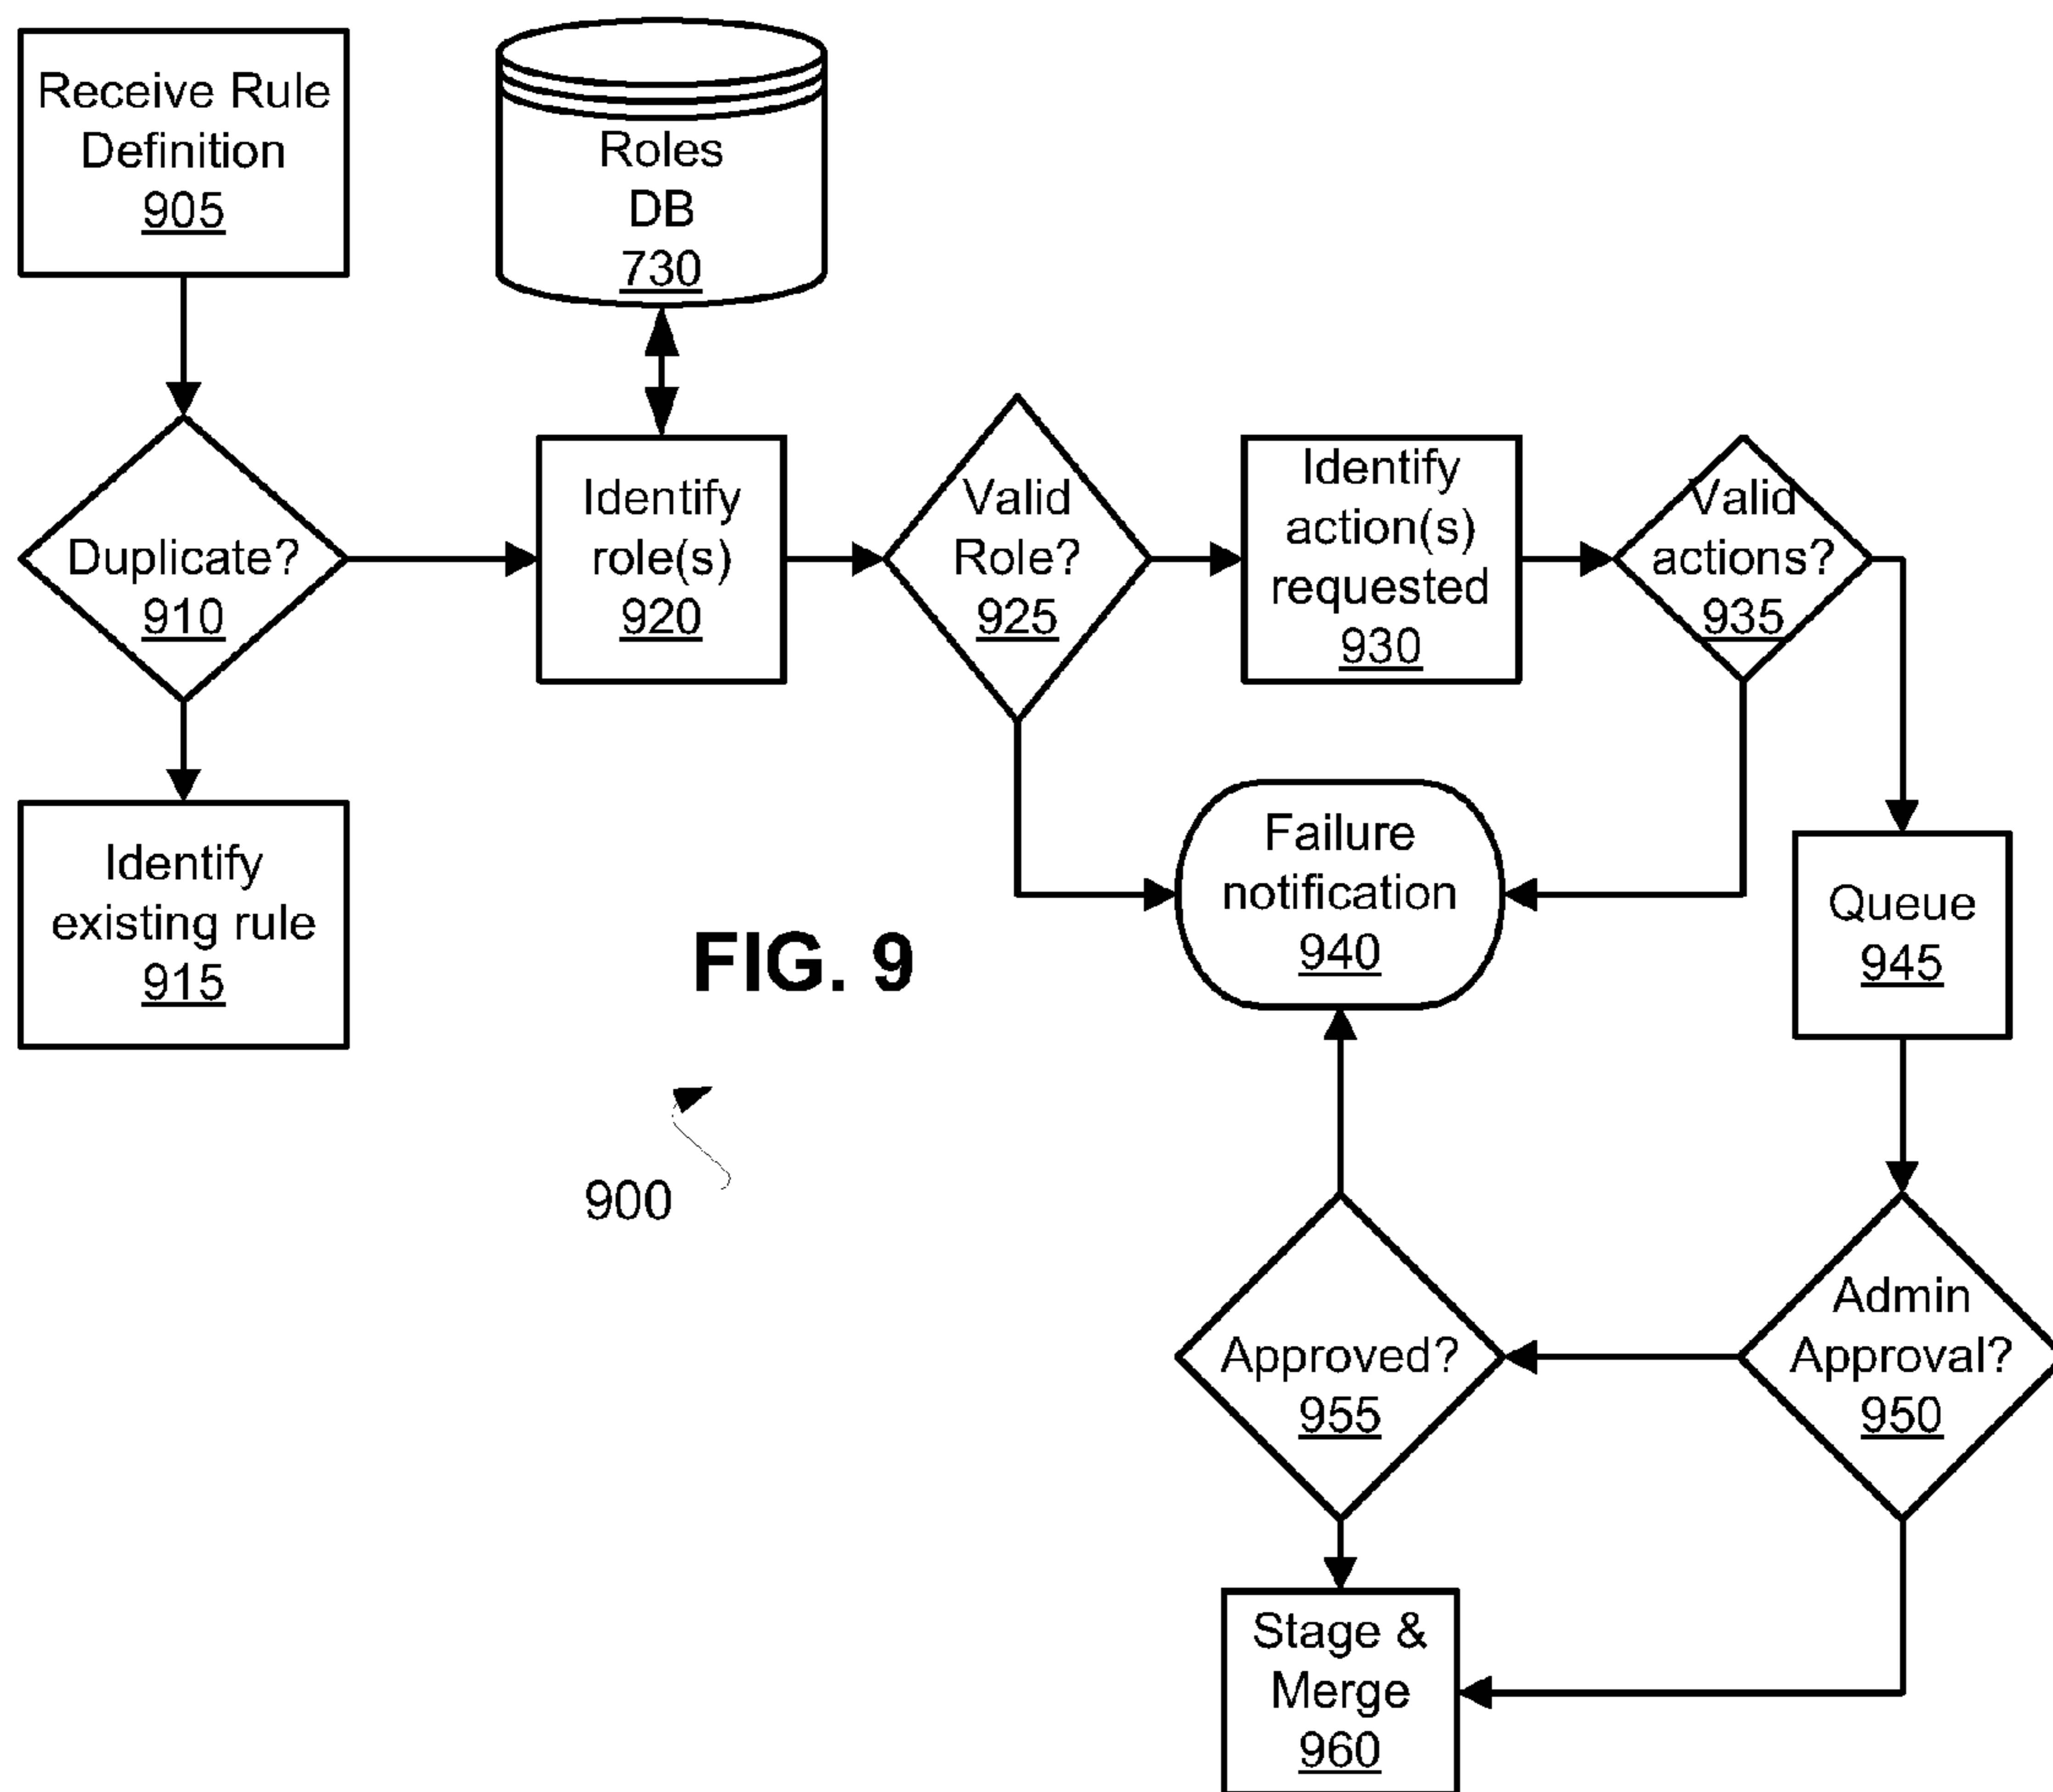 Receive Rule
Definition
905
Roles
DB
730
Duplicate?
910
Identify
role(s)
920
Valid
Role?
925
Identify
action(s)
requested
930
Valid
actions?
935
Identify
existing rule
915
Failure
notification
940
Queue
945
FIG. 9
900
Approved?
955
Admin
Approval?
950
Stage &
Merge
960